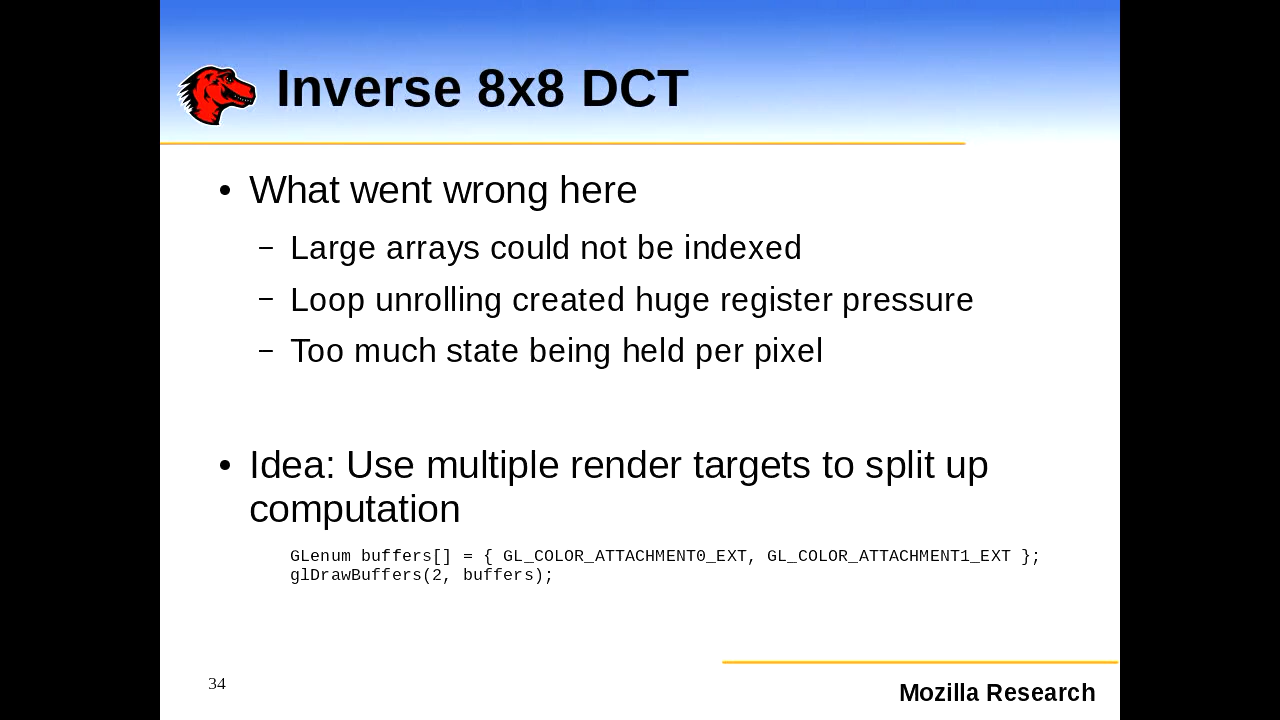 Inverse 8x8 DCT
• What went wrong here
– Large arrays could not be indexed
– Loop unrolling created huge register pressure
– Too much state being held per pixel
• Idea: Use multiple render targets to split up
computation
GLenum buffers[] = { GL_COLOR_ATTACHMENT0_EXT, GL_COLOR_ATTACHMENT1_EXT };
glDrawBuffers(2, buffers);
34
Mozilla Research